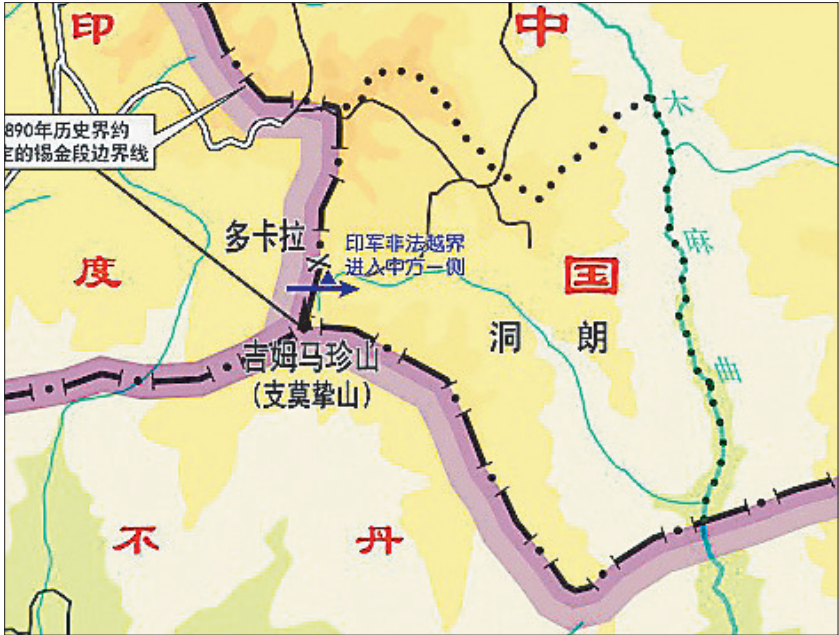 印
中
890年历史界约
定的锡金段边界线
木
多卡拉
印军非法越界
进入中方一侧
麻
度
国
洞 朗
吉姆马珍山
(支莫挚山)
曲
不 丹